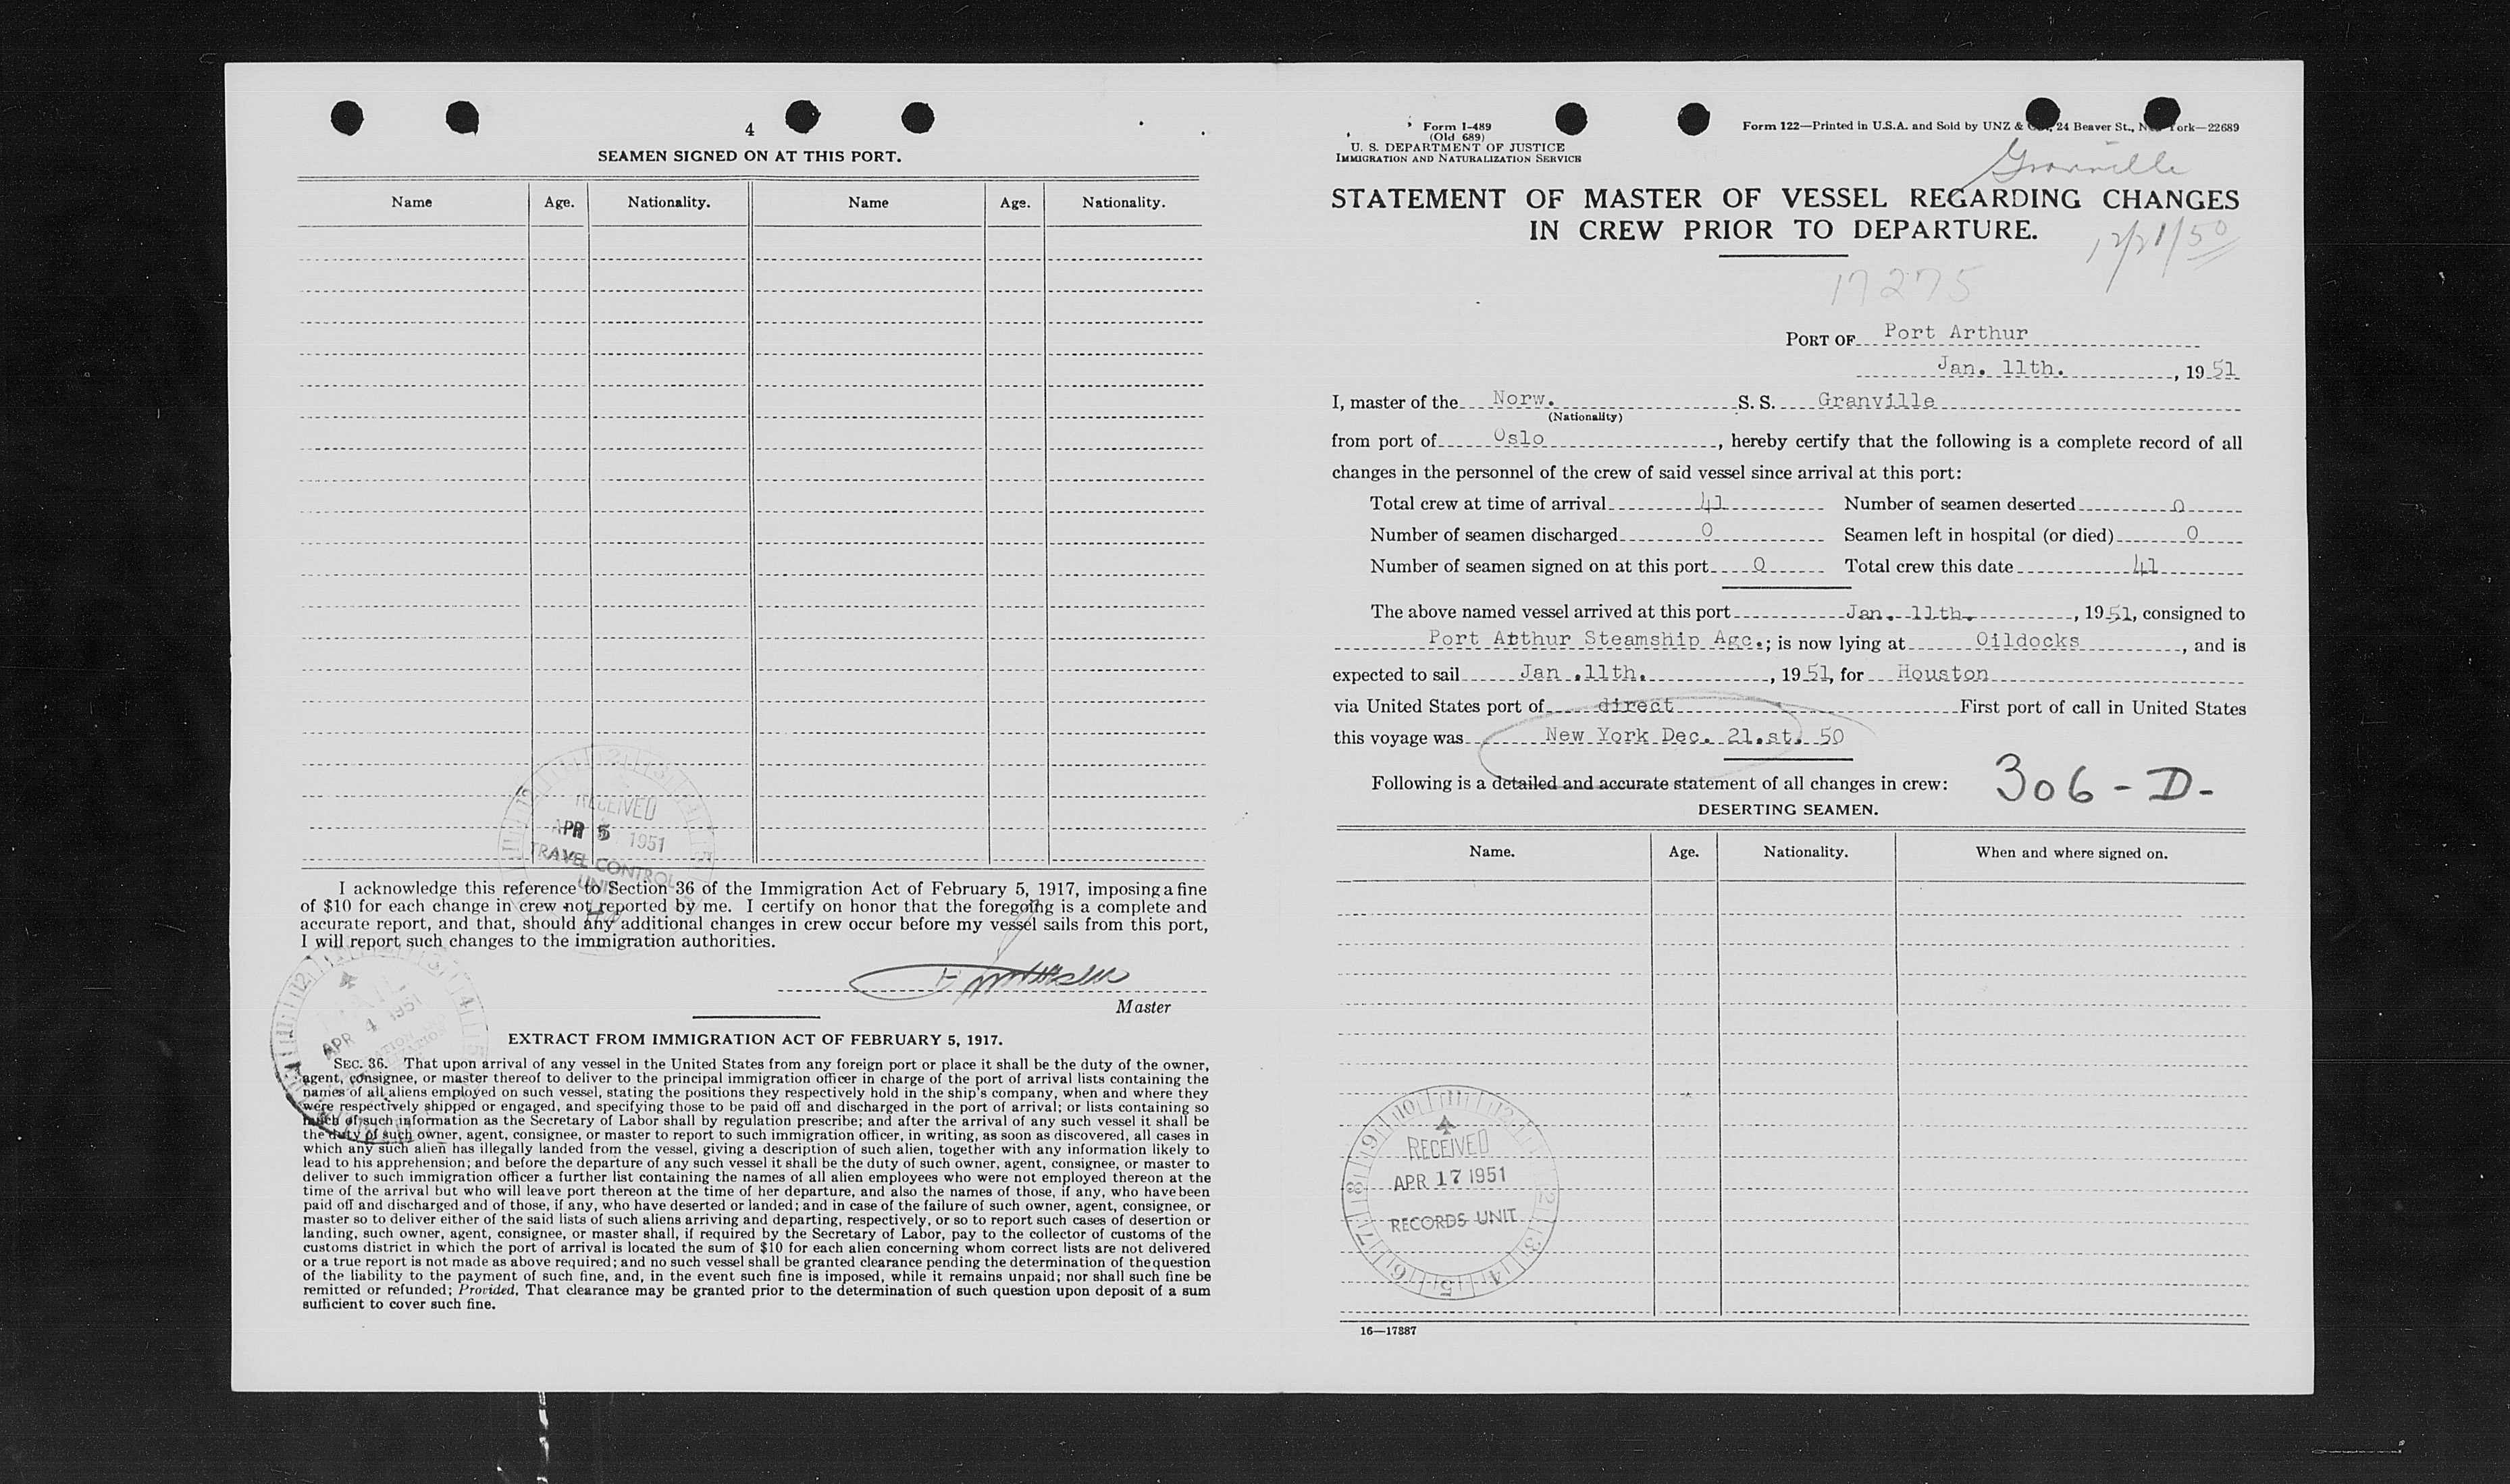 4
SEAMEN SIGNED ON AT THIS PORT.
Name Age. Nationality. Name Age. Nationality.
RECEIVED
APR 5 1951
TRAVEL CONTROL
UNIT
I acknowledge this reference to Section 36 of the Immigration Act of February 5, 1917, imposing a fine
of $10 for each change in crew not reported by me. I certify on honor that the foregoing is a complete and
accurate report, and that, should any additional changes in crew occur before my vessel sails from this port,
I will report such changes to the immigration authorities.
Master
APR 4 1951
EXTRACT FROM IMMIGRATION ACT OF FEBRUARY 5, 1917.
SEC. 36. That upon arrival of any vessel in the United States from any foreign port or place it shall be the duty of the owner,
agent, consignee, or master thereof to deliver to the principal immigration officer in charge of the port of arrival lists containing the
names of all aliens employed on such vessel, stating the positions they respectively hold in the ship's company, when and where they
were respectively shipped or engaged, and specifying those to be paid off and discharged in the port of arrival; or lists containing so
much of such information as the Secretary of Labor shall by regulation prescribe; and after the arrival of any such vessel it shall be
the duty of such owner, agent, consignee, or master to report to such immigration officer, in writing, as soon as discovered, all cases in
which any such alien has illegally landed from the vessel, giving a description of such alien, together with any information likely to
lead to his apprehension; and before the departure of any such vessel it shall be the duty of such owner, agent, consignee, or master to
deliver to such immigration officer a further list containing the names of all alien employees who were not employed thereon at the
time of the arrival but who will leave port thereon at the time of her departure, and also the names of those, if any, who have been
paid off and discharged and of those, if any, who have deserted or landed; and in case of the failure of such owner, agent, consignee, or
master so to deliver either of the said lists of such aliens arriving and departing, respectively, or so to report such cases of desertion or
landing, such owner, agent, consignee, or master shall, if required by the Secretary of Labor, pay to the collector of customs of the
customs district in which the port of arrival is located the sum of $10 for each alien concerning whom correct lists are not delivered
or a true report is not made as above required; and no such vessel shall be granted clearance pending the determination of the question
of the liability to the payment of such fine, and, in the event such fine is imposed, while it remains unpaid; nor shall such fine be
remitted or refunded; Provided, That clearance may be granted prior to the determination of such question upon deposit of a sum
sufficient to cover such fine.
Form I-489
(Old 689)
U. S. DEPARTMENT OF JUSTICE
IMMIGRATION AND NATURALIZATION SERVICE
Form 122—Printed in U.S.A. and Sold by UNZ & 24 Beaver St., York—22689
Granville
STATEMENT OF MASTER OF VESSEL REGARDING CHANGES
IN CREW PRIOR TO DEPARTURE.
12/21/50
17275
PORT OF Port Arthur
Jan. 11th. , 19 51
I, master of the Norw. S. S. Granville
(Nationality)
from port of Oslo , hereby certify that the following is a complete record of all
changes in the personnel of the crew of said vessel since arrival at this port:
Total crew at time of arrival 41 Number of seamen deserted 0
Number of seamen discharged 0 Seamen left in hospital (or died) 0
Number of seamen signed on at this port 0 Total crew this date 41
The above named vessel arrived at this port Jan. 11th. , 19 51, consigned to
Port Atthur Steamship Agc.; is now lying at Oildocks , and is
expected to sail Jan .11th. , 19 51, for Houston
via United States port of direct First port of call in United States
this voyage was New York Dec. 21.st. 50
Following is a detailed and accurate statement of all changes in crew:
306 - D-
DESERTING SEAMEN.
Name. Age. Nationality. When and where signed on.
RECEIVED
APR 17 1951
RECORDS UNIT
16—17887